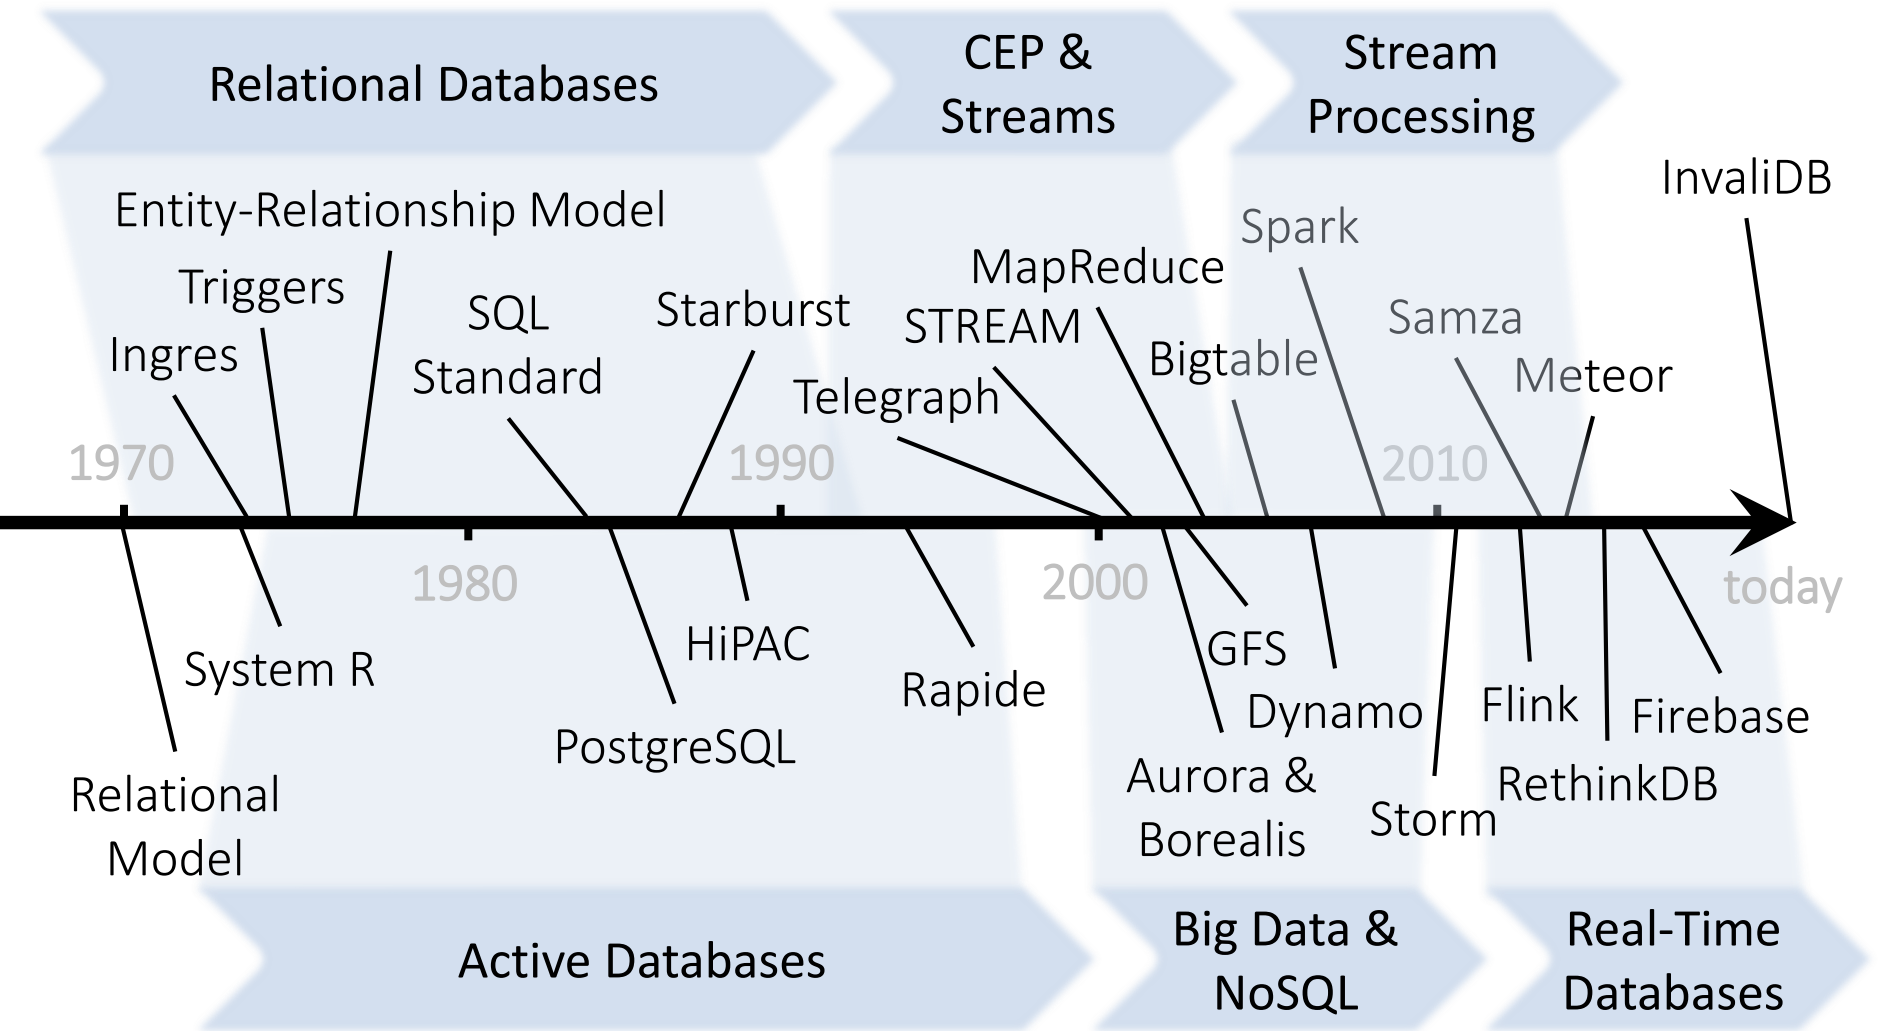 Relational Databases
CEP &
Streams
Stream
Processing
InvaliDB
Entity-Relationship Model
Spark
Triggers
MapReduce
SQL
Standard
Starburst
STREAM
Samza
Ingres
Bigtable
Meteor
Telegraph
1970
1990
2010
1980
2000
today
System R
HiPAC
GFS
Rapide
Dynamo
Flink
Firebase
PostgreSQL
Aurora &
Borealis
RethinkDB
Storm
Relational
Model
Active Databases
Big Data &
NoSQL
Real-Time
Databases